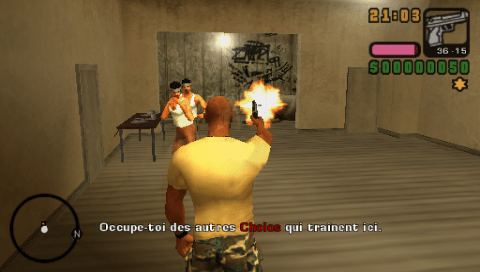 21:03
36-15
$00000050
N
Occupe-toi des autres Cholos qui traînent ici.